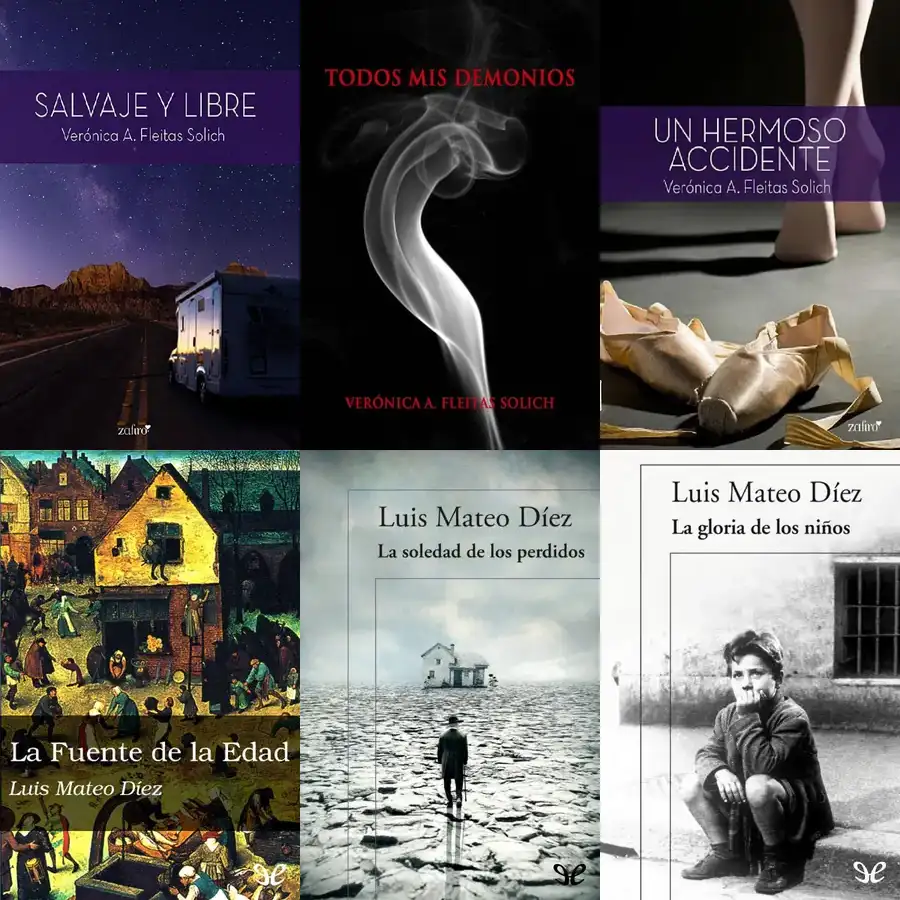 SALVAJE Y LIBRE
Verónica A. Fleitas Solich
zafiro
TODOS MIS DEMONIOS
VERÓNICA A. FLEITAS SOLICH
UN HERMOSO
ACCIDENTE
Verónica A. Fleitas Solich
zafiro
La Fuente de la Edad
Luis Mateo Díez
Luis Mateo Díez
La soledad de los perdidos
Luis Mateo Díez
La gloria de los niños